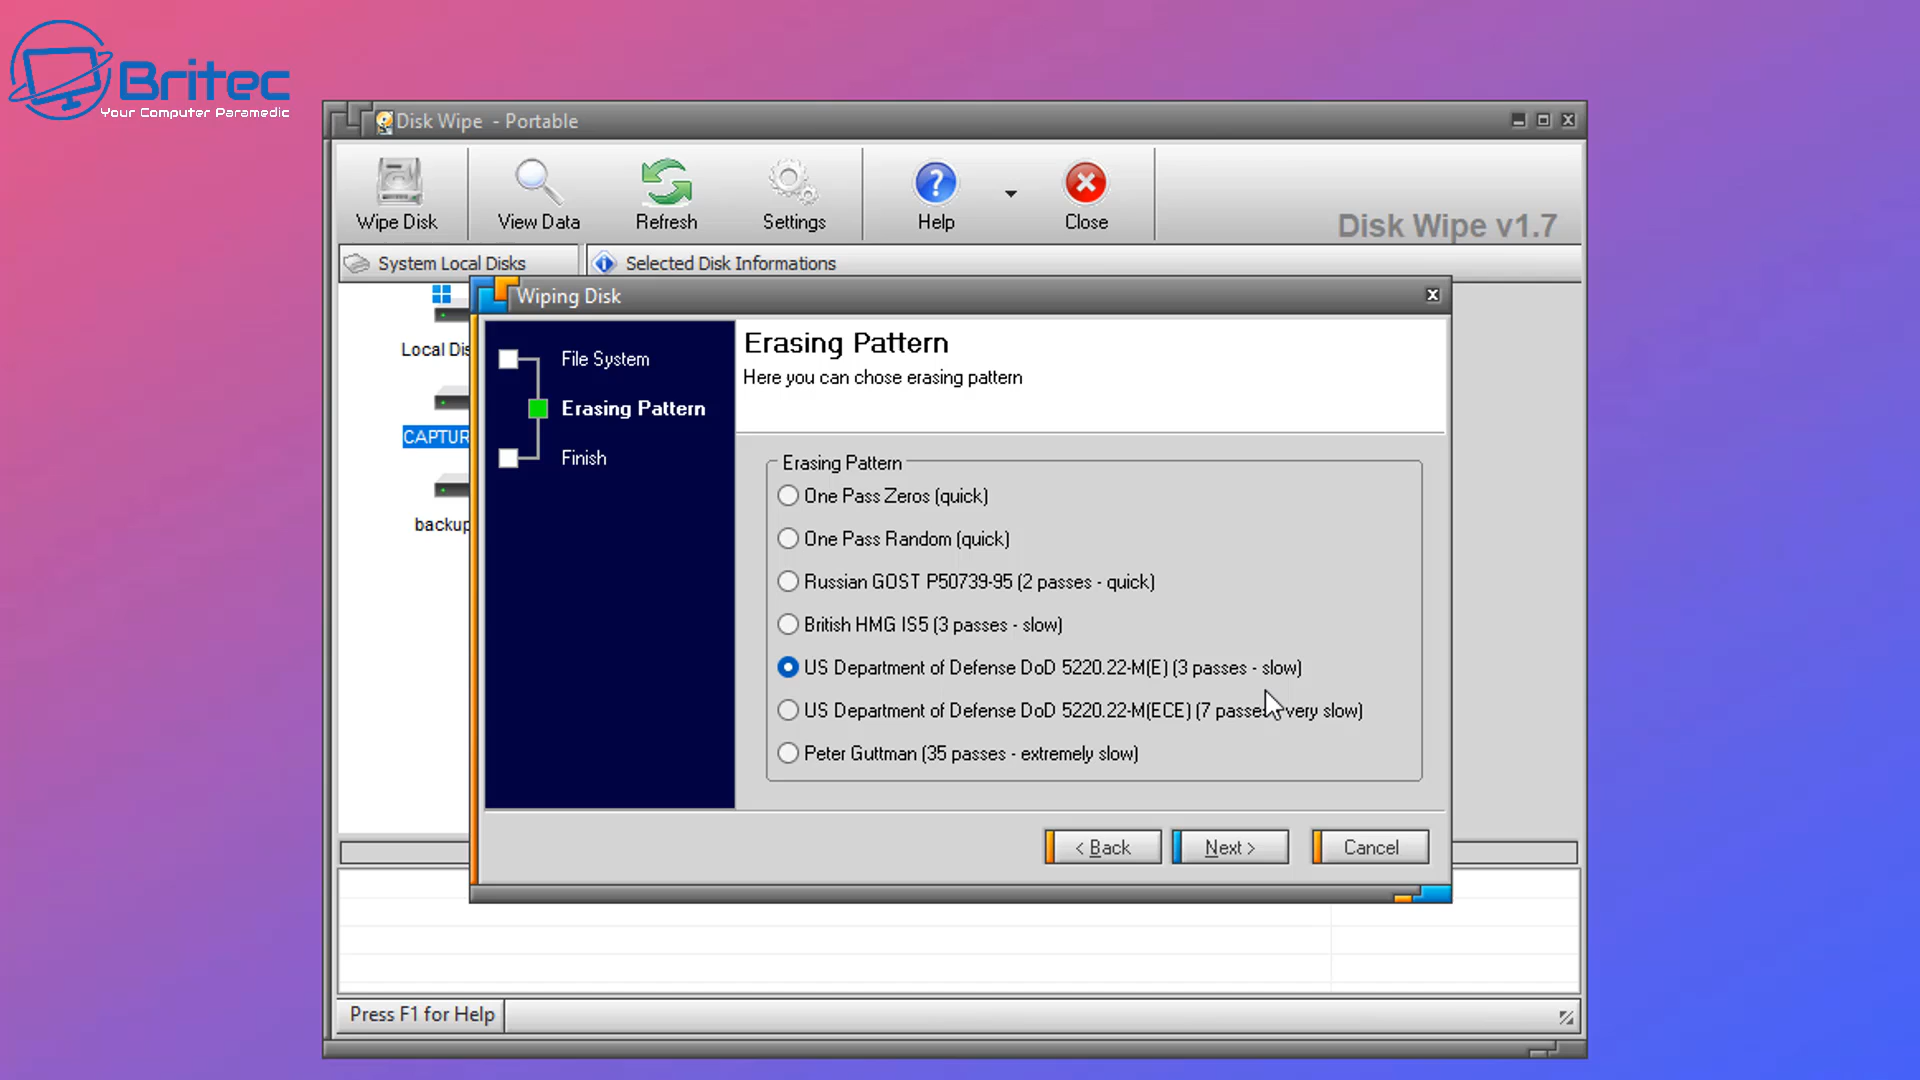 Britec
Your Computer Paramedic
Disk Wipe - Portable
Wipe Disk
View Data
Refresh
Settings
Help
Close
Disk Wipe v1.7
System Local Disks
Selected Disk Informations
Wiping Disk
Local Dis
CAPTUR
backup
File System
Erasing Pattern
Finish
Erasing Pattern
Here you can chose erasing pattern
Erasing Pattern
One Pass Zeros (quick)
One Pass Random (quick)
Russian GOST P50739-95 (2 passes - quick)
British HMG IS5 (3 passes - slow)
US Department of Defense DoD 5220.22-M(E) (3 passes - slow)
US Department of Defense DoD 5220.22-M(ECE) (7 passes - very slow)
Peter Guttman (35 passes - extremely slow)
< Back
Next >
Cancel
Press F1 for Help